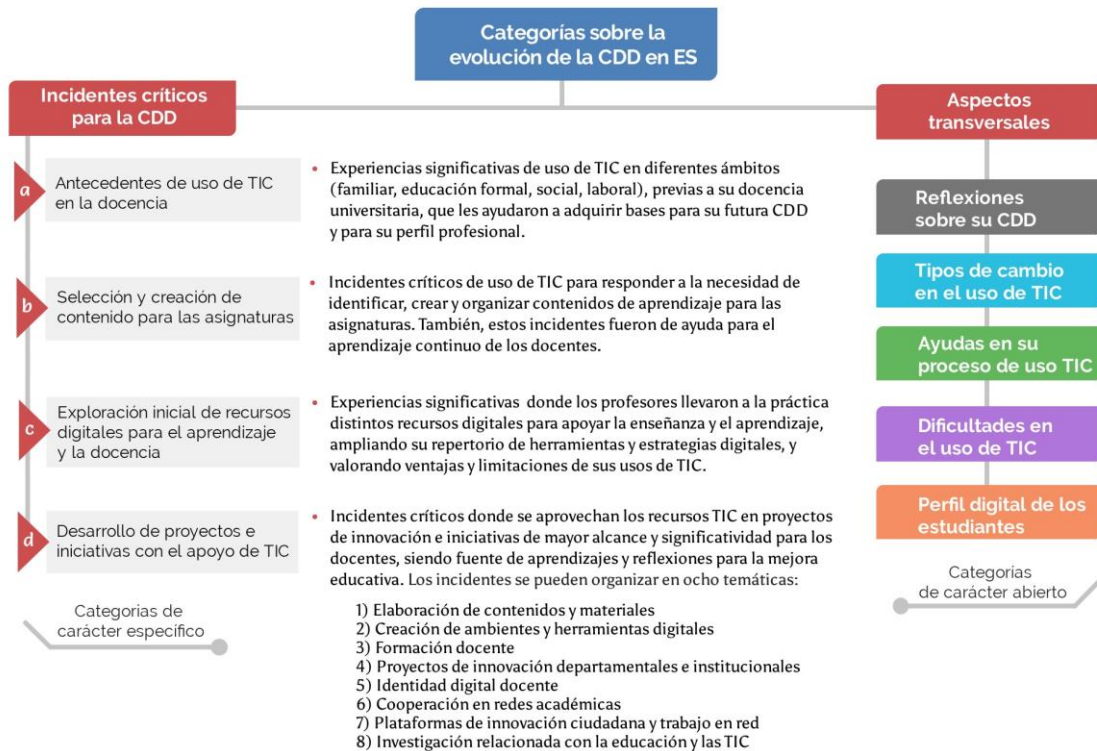 Categorías sobre la
evolución de la CDD en ES
Incidentes críticos
para la CDD
a
Antecedentes de uso de TIC
en la docencia
• Experiencias significativas de uso de TIC en diferentes ámbitos
(familiar, educación formal, social, laboral), previas a su docencia
universitaria, que les ayudaron a adquirir bases para su futura CDD
y para su perfil profesional.
b
Selección y creación de
contenido para las asignaturas
• Incidentes críticos de uso de TIC para responder a la necesidad de
identificar, crear y organizar contenidos de aprendizaje para las
asignaturas. También, estos incidentes fueron de ayuda para el
aprendizaje continuo de los docentes.
c
Exploración inicial de recursos
digitales para el aprendizaje
y la docencia
• Experiencias significativas donde los profesores llevaron a la práctica
distintos recursos digitales para apoyar la enseñanza y el aprendizaje,
ampliando su repertorio de herramientas y estrategias digitales, y
valorando ventajas y limitaciones de sus usos de TIC.
d
Desarrollo de proyectos e
iniciativas con el apoyo de TIC
• Incidentes críticos donde se aprovechan los recursos TIC en proyectos
de innovación e iniciativas de mayor alcance y significatividad para los
docentes, siendo fuente de aprendizajes y reflexiones para la mejora
educativa. Los incidentes se pueden organizar en ocho temáticas:
1) Elaboración de contenidos y materiales
2) Creación de ambientes y herramientas digitales
3) Formación docente
4) Proyectos de innovación departamentales e institucionales
5) Identidad digital docente
6) Cooperación en redes académicas
7) Plataformas de innovación ciudadana y trabajo en red
8) Investigación relacionada con la educación y las TIC
Categorías de
carácter específico
Aspectos
transversales
Reflexiones
sobre su CDD
Tipos de cambio
en el uso de TIC
Ayudas en su
proceso de uso TIC
Dificultades en
el uso de TIC
Perfil digital de los
estudiantes
Categorías
de carácter abierto